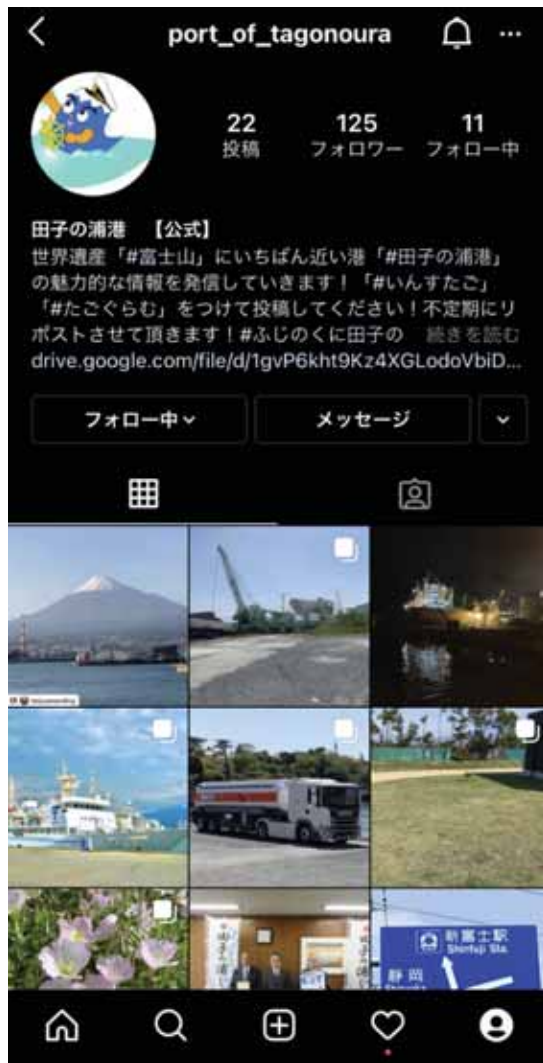 port_of_tagonoura
22
投稿
125
フォロワー
11
フォロー中
田子の浦港 【公式】
世界遺産「#富士山」にいちばん近い港「#田子の浦港」
の魅力的な情報を発信していきます！「#いんすたご」
「#たごぐらむ」をつけて投稿してください！不定期にリ
ポストさせて頂きます！#ふじのくに田子の 続きを読む
drive.google.com/file/d/1gvP6kht9Kz4XGLodoVbiD...
フォロー中
メッセージ
新富士駅
Shinfuji Sta.
静岡